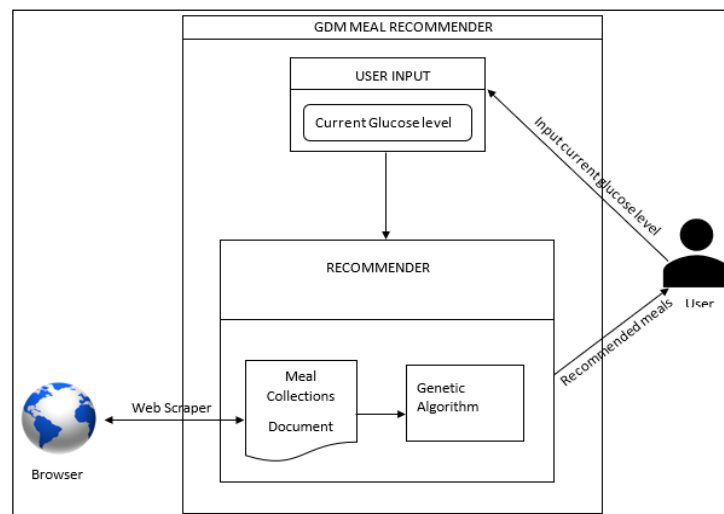 GDM MEAL RECOMMENDER
USER INPUT
Current Glucose level
Input current glucose level
User
RECOMMENDER
Recommended meals
Meal
Collections
Document
Genetic
Algorithm
Web Scraper
Browser